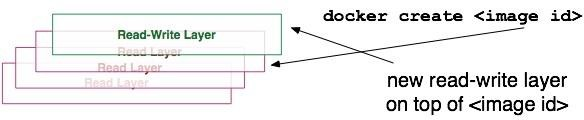 docker create <image id>
Read-Write Layer
Read Layer
Read Layer
Read Layer
new read-write layer
on top of <image id>